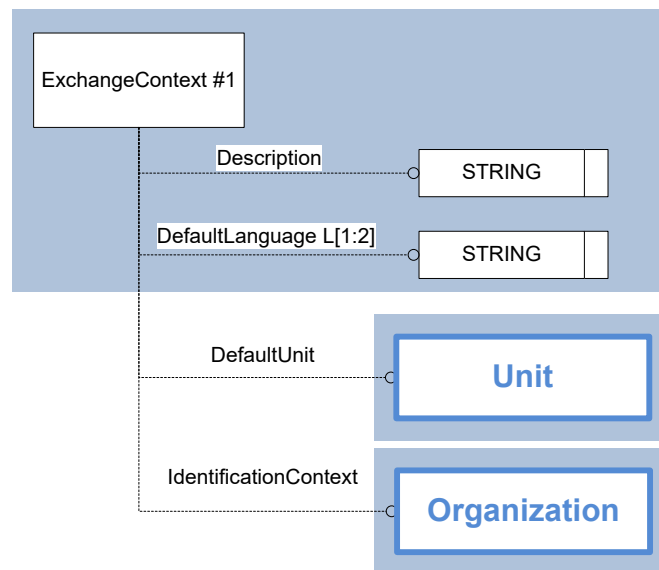 ExchangeContext #1
Description
STRING
DefaultLanguage L[1:2]
STRING
DefaultUnit
Unit
IdentificationContext
Organization